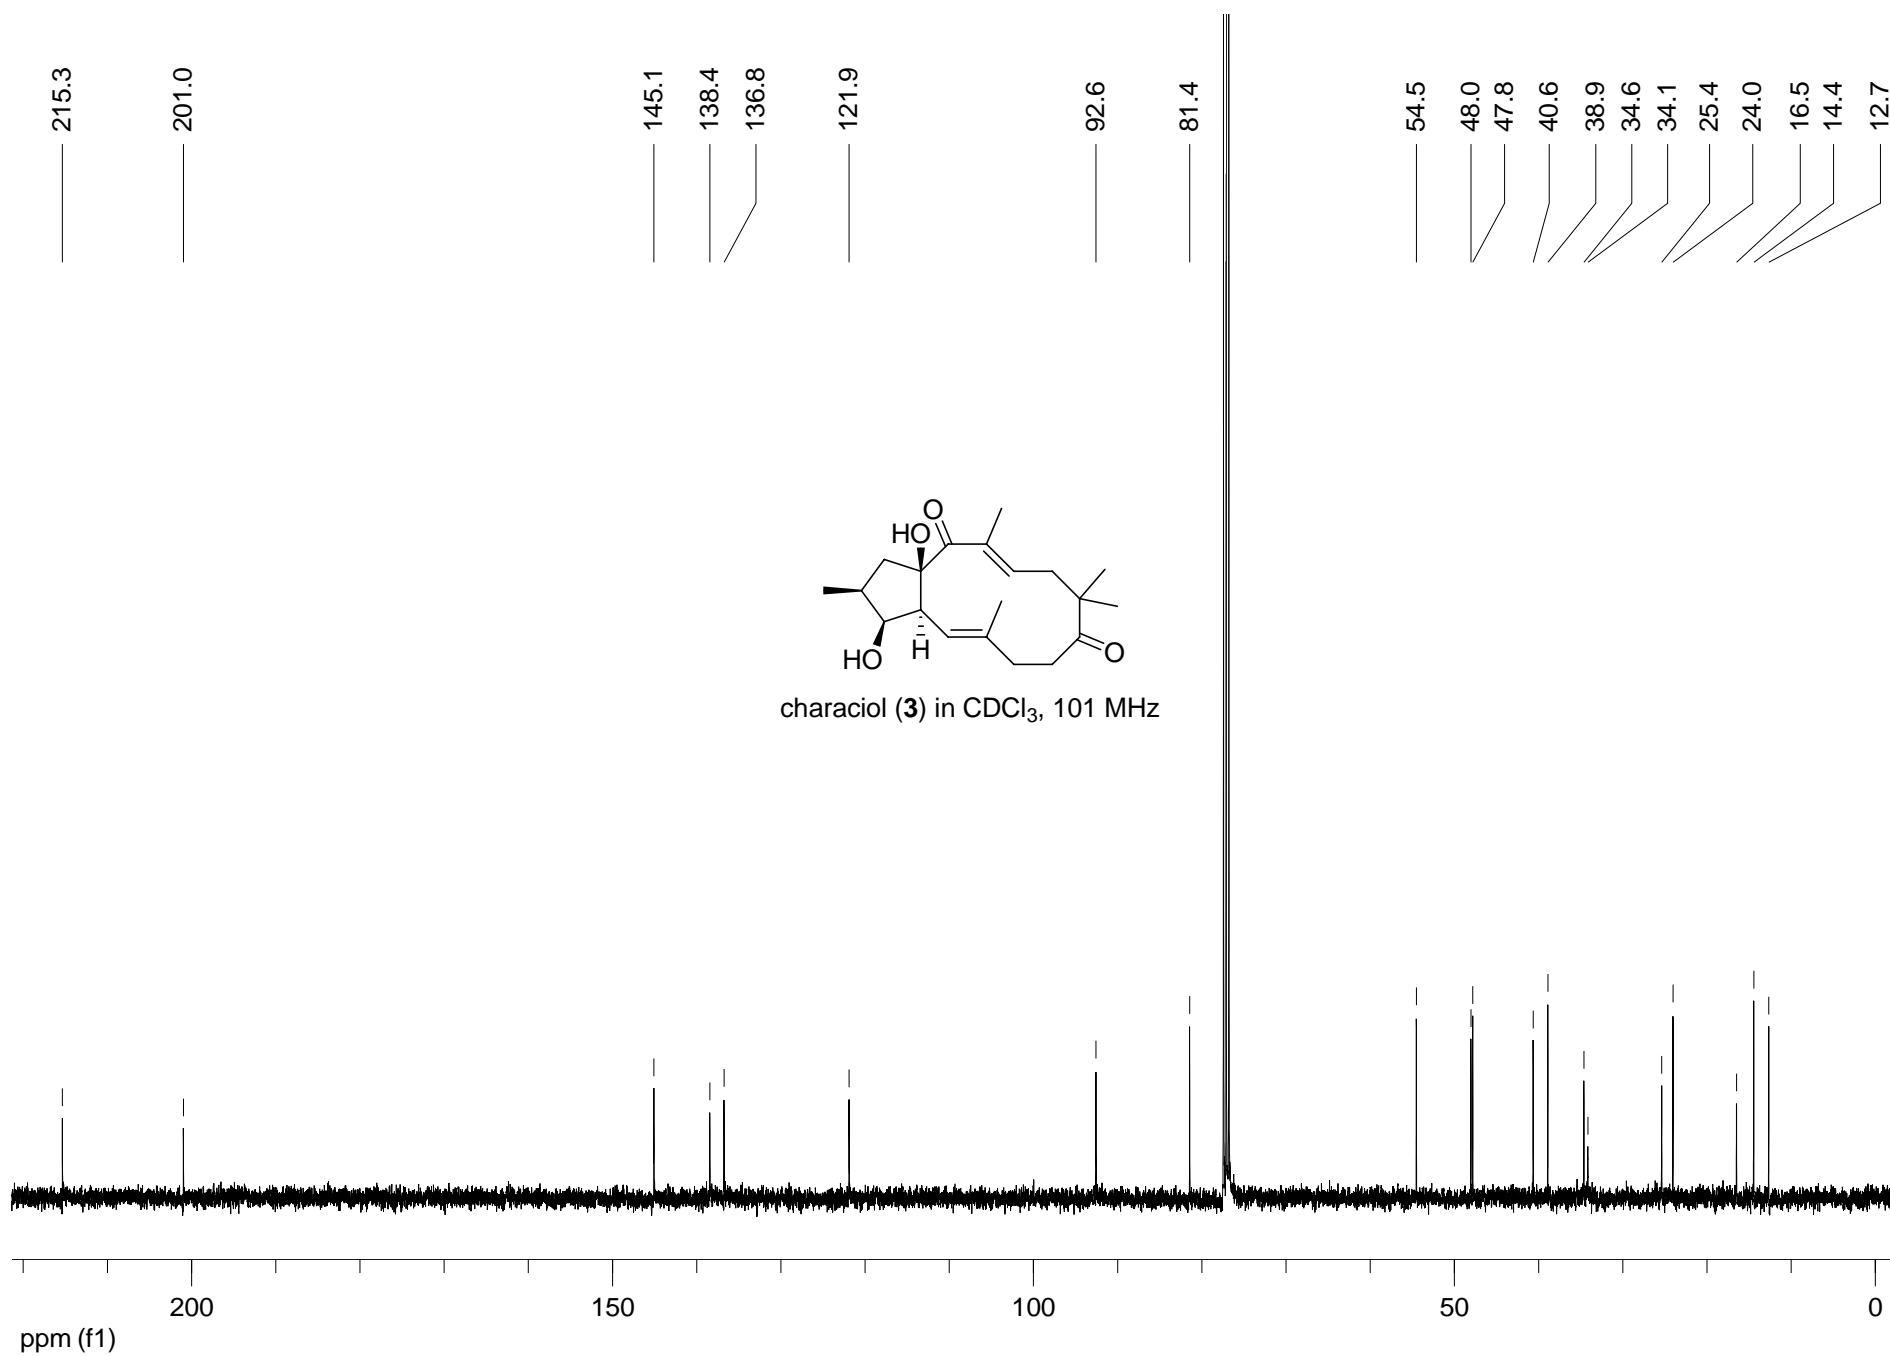 215.3 201.0 145.1 138.4 136.8 121.9 92.6 81.4 54.5 48.0 47.8 40.6 38.9 34.6 34.1 25.4 24.0 16.5 14.4 12.7
O
HO
HO
H
O
characiol (3) in CDCl₃, 101 MHz
200 150 100 50 0
ppm (f1)